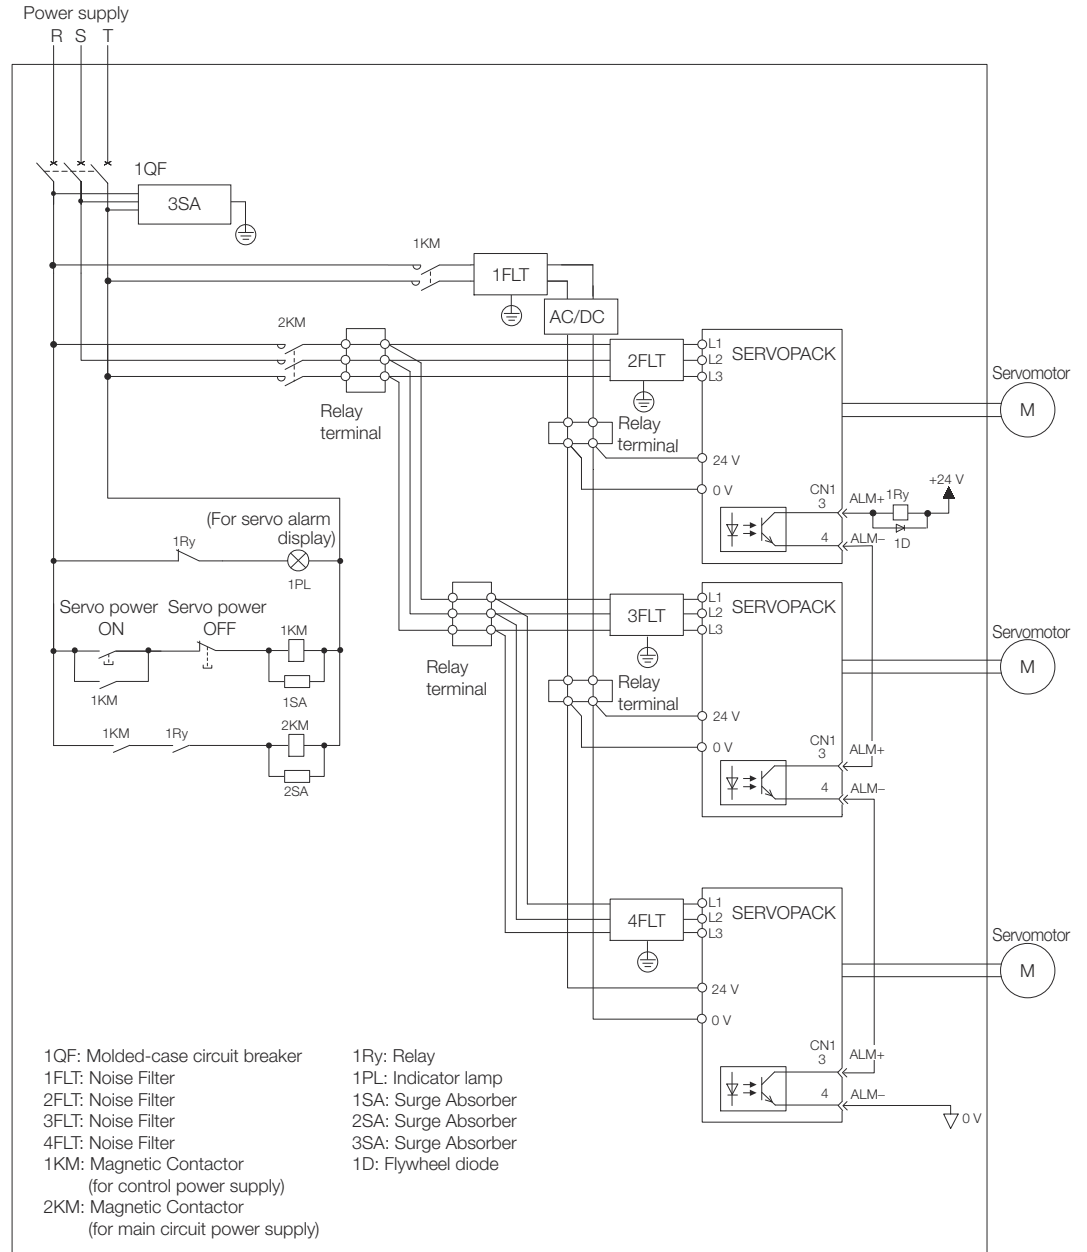 Power supply
R S T
1QF
3SA
1KM
1FLT
AC/DC
2KM
Relay
terminal
2FLT
L1
L2
L3
SERVOPACK
Servomotor
M
Relay
terminal
24 V
0 V
CN1
3
4
ALM+
1Ry
+24 V
1D
ALM−
(For servo alarm
display)
1Ry
1PL
Servo power
ON
Servo power
OFF
1KM
1KM
1SA
1KM
1Ry
2KM
2SA
Relay
terminal
3FLT
L1
L2
L3
SERVOPACK
Servomotor
M
Relay
terminal
24 V
0 V
CN1
3
4
ALM+
ALM−
4FLT
L1
L2
L3
SERVOPACK
Servomotor
M
24 V
0 V
CN1
3
4
ALM+
ALM−
0 V
1QF: Molded-case circuit breaker
1FLT: Noise Filter
2FLT: Noise Filter
3FLT: Noise Filter
4FLT: Noise Filter
1KM: Magnetic Contactor
(for control power supply)
2KM: Magnetic Contactor
(for main circuit power supply)
1Ry: Relay
1PL: Indicator lamp
1SA: Surge Absorber
2SA: Surge Absorber
3SA: Surge Absorber
1D: Flywheel diode